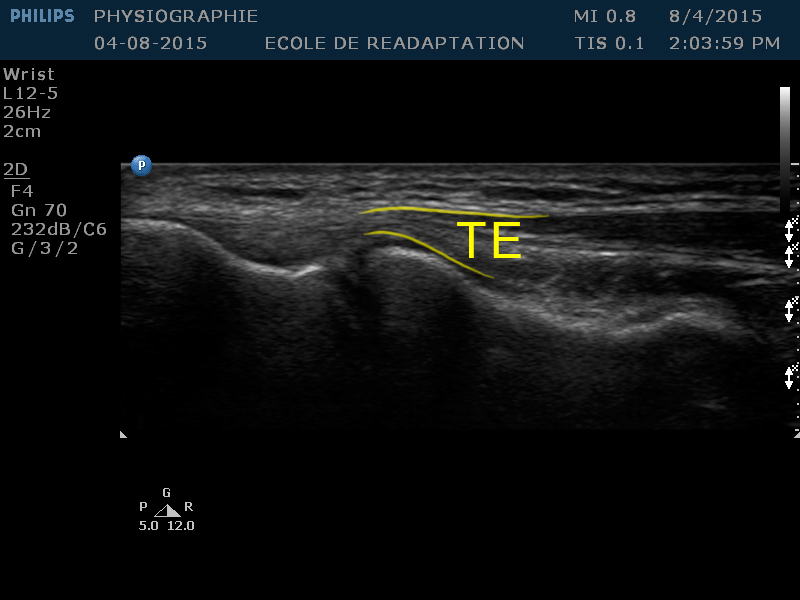 PHILIPS PHYSIOGRAPHIE MI 0.8 8/4/2015
04-08-2015 ECOLE DE READAPTATION TIS 0.1 2:03:59 PM
Wrist
L12-5
26Hz
2cm
2D
F4
Gn 70
232dB/C6
G/3/2
P
TE
G
P R
5.0 12.0